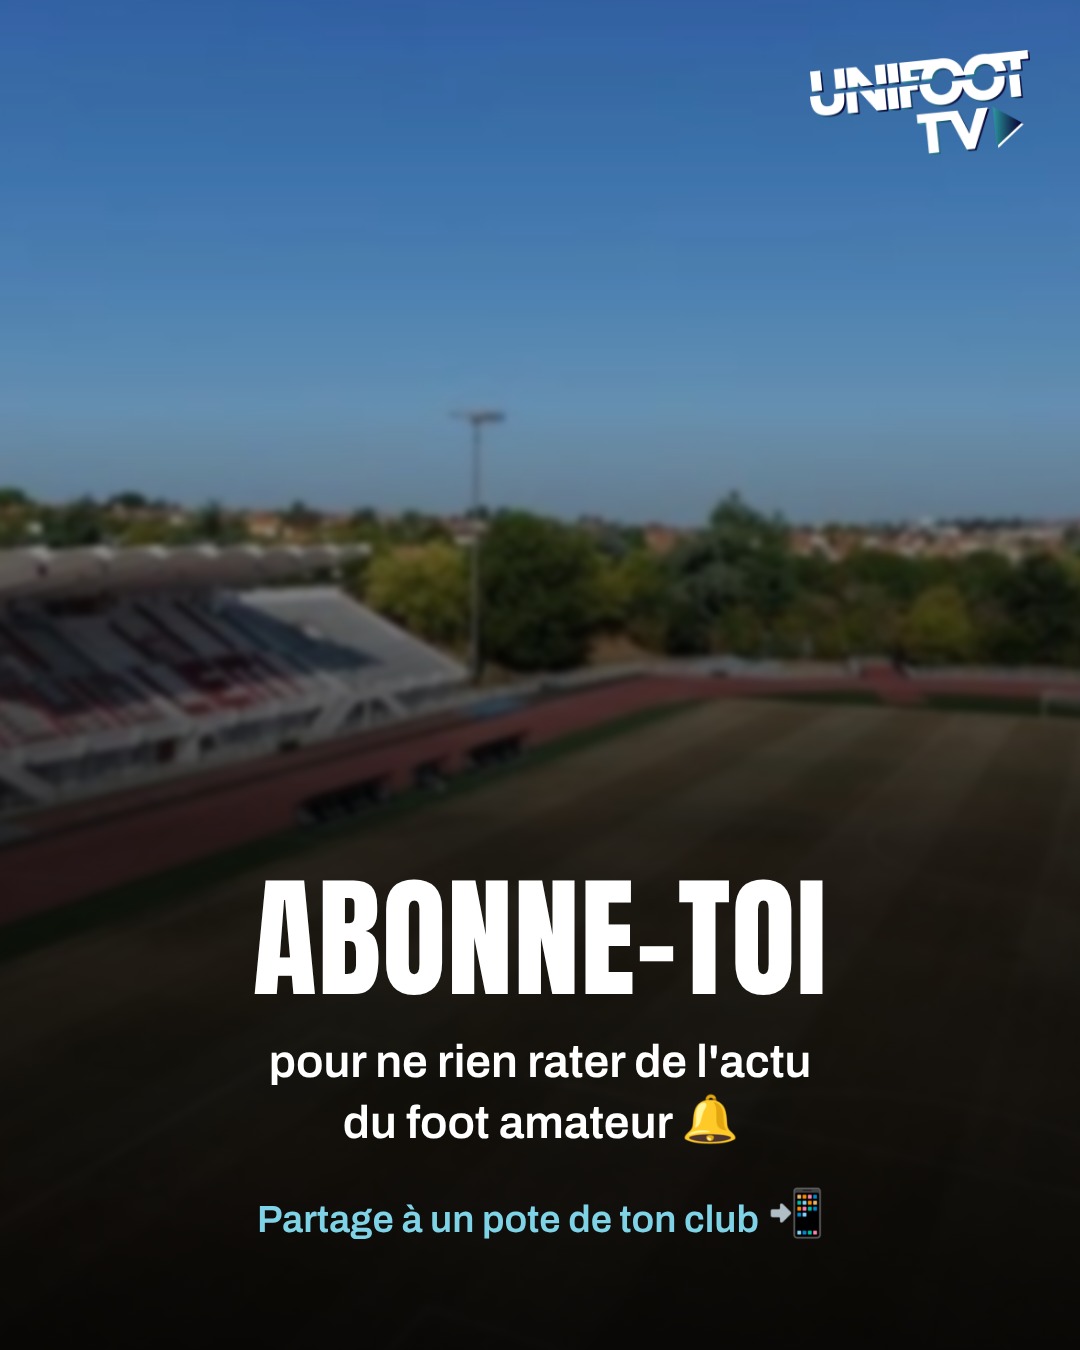 UNIFOOT
TV
ABONNE-TOI
pour ne rien rater de l'actu
du foot amateur 🔔
Partage à un pote de ton club 📲